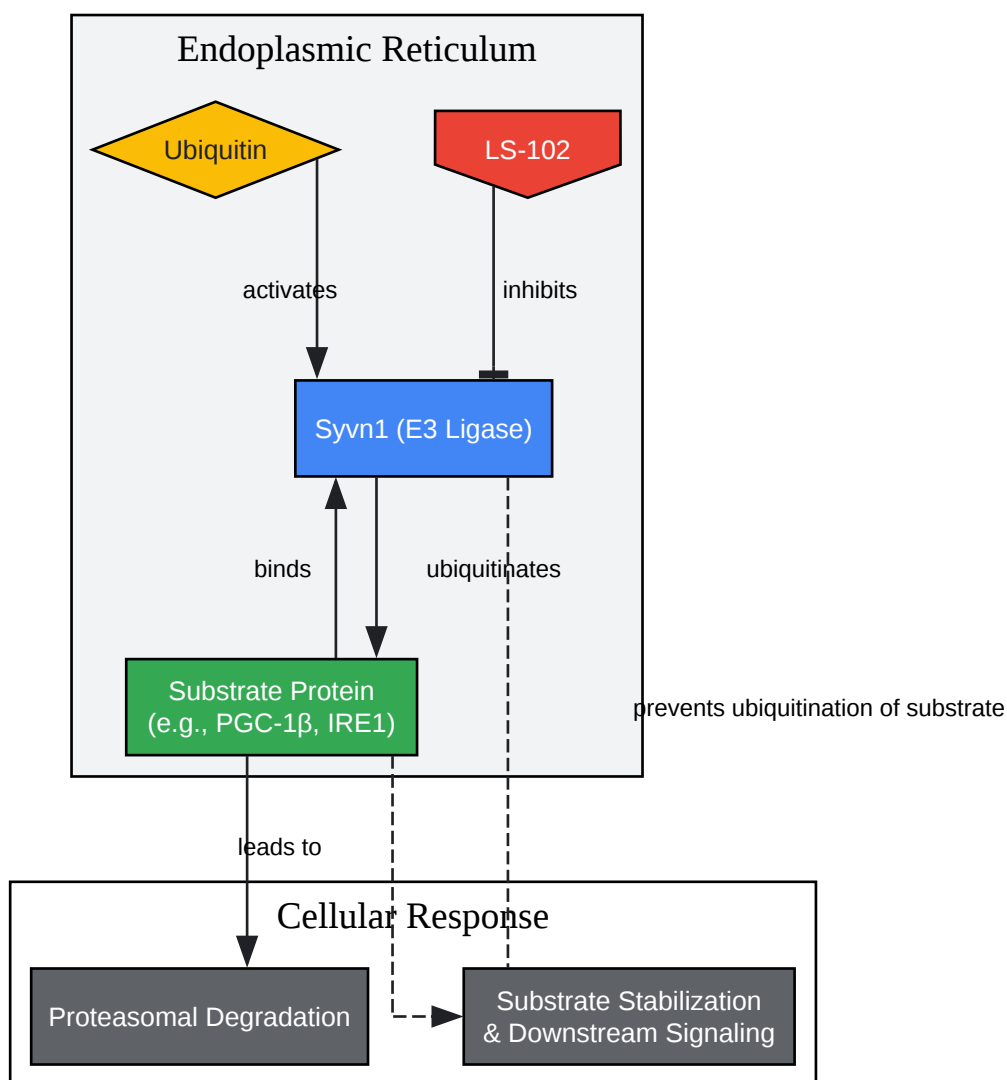 Endoplasmic Reticulum
Ubiquitin
LS-102
activates
inhibits
Syvn1 (E3 Ligase)
binds
ubiquitinates
Substrate Protein
(e.g., PGC-1β, IRE1)
prevents ubiquitination of substrate
leads to
Cellular Response
Proteasomal Degradation
Substrate Stabilization
& Downstream Signaling